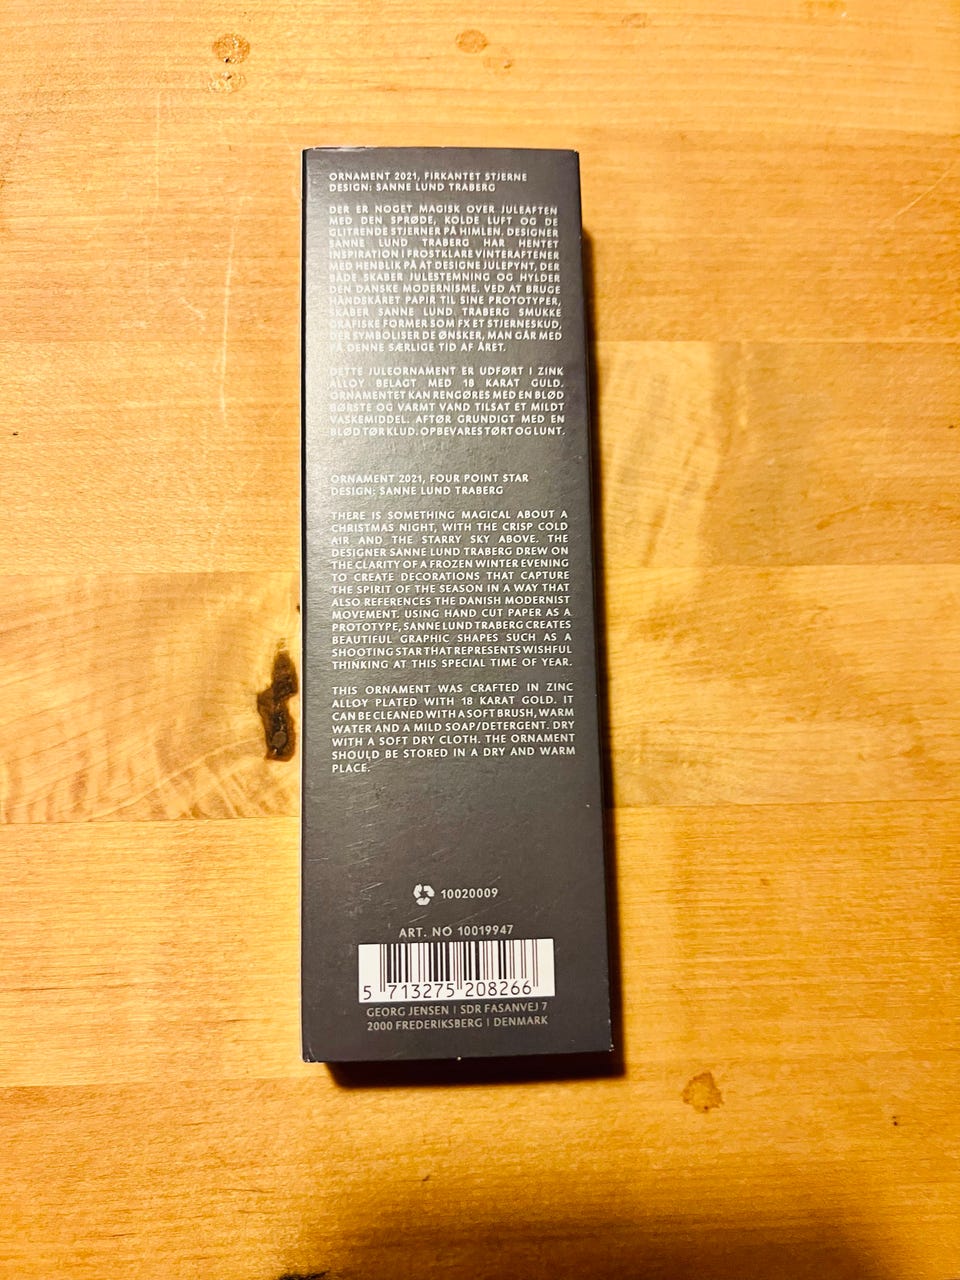 ORNAMENT 2021, FIRKANTET STJERNE
DESIGN: SANNE LUND TRABERG
DER ER NOGET MAGISK OVER JULEAFTEN
MED DEN SPRØDE, KOLDE LUFT OG DE
GLITRENDE STJERNER PÅ HIMLEN. DESIGNER
SANNE LUND TRABERG HAR HENTET
INSPIRATION I FROSTKLARE VINTERAFTENER
MED HENBLIK PÅ AT DESIGNE JULEPYNT, DER
BÅDE SKABER JULESTEMNING OG HYLDER
DEN DANSKE MODERNISME. VED AT BRUGE
HÅNDSKÅRET PAPIR TIL SINE PROTOTYPER,
SKABER SANNE LUND TRABERG SMUKKE
GRAFISKE FORMER SOM FX ET STJERNESKUD,
DER SYMBOLISER DE ØNSKER, MAN GÅR MED
PÅ DENNE SÆRLIGE TID AF ÅRET.
DETTE JULEORNAMENT ER UDFØRT I ZINK
ALLOY BELAGT MED 18 KARAT GULD.
ORNAMENTET KAN RENGØRES MED EN BLØD
BØRSTE OG VARMT VAND TILSAT ET MILDT
VASKEMIDDEL. AFTØR GRUNDIGT MED EN
BLØD TØR KLUD. OPBEVARES TØRT OG LUNT.
ORNAMENT 2021, FOUR POINT STAR
DESIGN: SANNE LUND TRABERG
THERE IS SOMETHING MAGICAL ABOUT A
CHRISTMAS NIGHT, WITH THE CRISP COLD
AIR AND THE STARRY SKY ABOVE. THE
DESIGNER SANNE LUND TRABERG DREW ON
THE CLARITY OF A FROZEN WINTER EVENING
TO CREATE DECORATIONS THAT CAPTURE
THE SPIRIT OF THE SEASON IN A WAY THAT
ALSO REFERENCES THE DANISH MODERNIST
MOVEMENT. USING HAND CUT PAPER AS A
PROTOTYPE, SANNE LUND TRABERG CREATES
BEAUTIFUL GRAPHIC SHAPES SUCH AS A
SHOOTING STAR THAT REPRESENTS WISHFUL
THINKING AT THIS SPECIAL TIME OF YEAR.
THIS ORNAMENT WAS CRAFTED IN ZINC
ALLOY PLATED WITH 18 KARAT GOLD. IT
CAN BE CLEANED WITH A SOFT BRUSH, WARM
WATER AND A MILD SOAP/DETERGENT. DRY
WITH A SOFT DRY CLOTH. THE ORNAMENT
SHOULD BE STORED IN A DRY AND WARM
PLACE.
10020009
ART. NO 10019947
5 713275 208266
GEORG JENSEN | SDR FASANVEJ 7
2000 FREDERIKSBERG | DENMARK